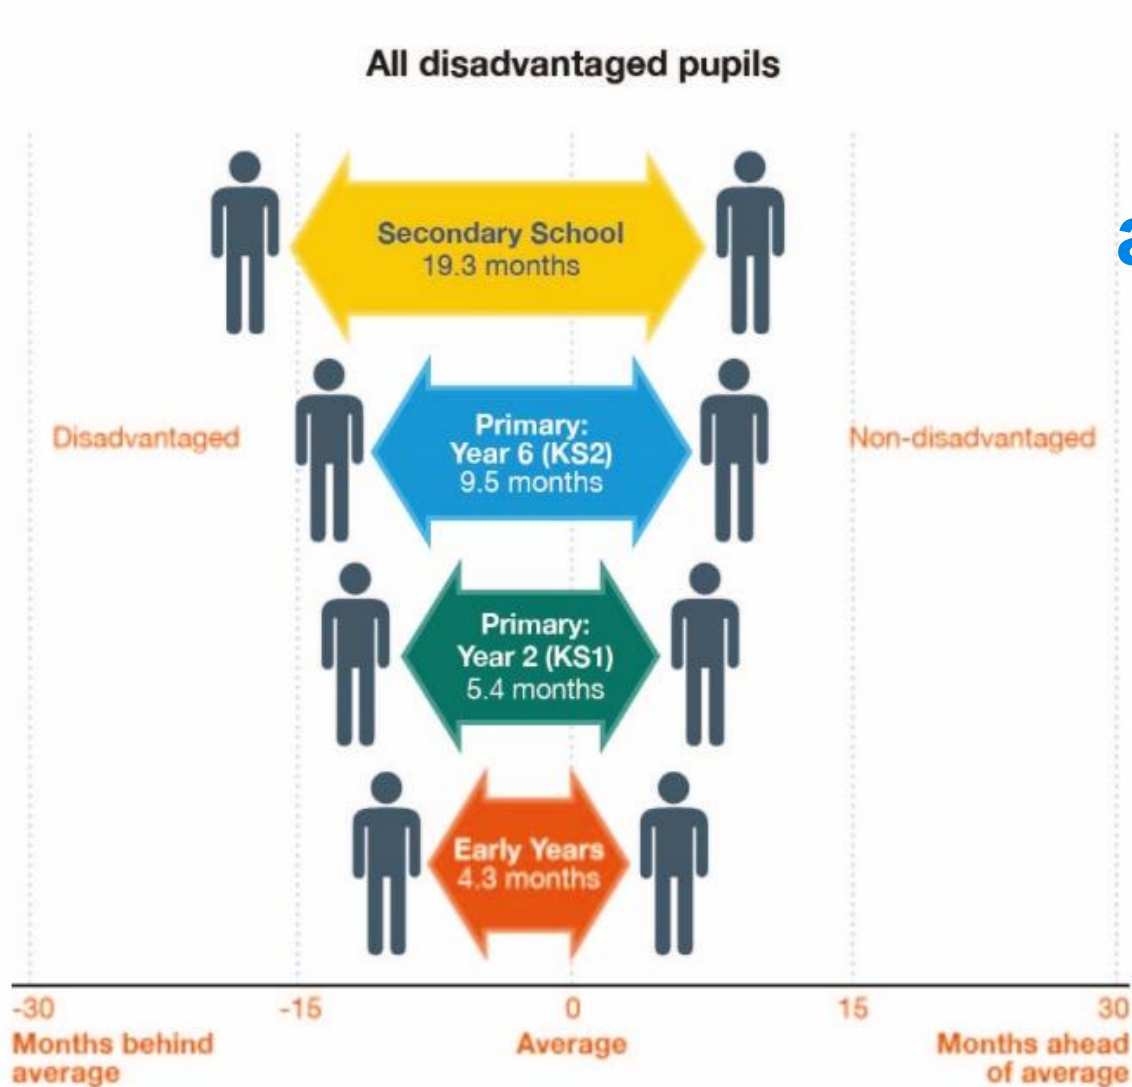 All disadvantaged pupils
Secondary School
19.3 months
a
Disadvantaged
Primary:
Year 6 (KS2)
9.5 months
Non-disadvantaged
Primary:
Year 2 (KS1)
5.4 months
Early Years
4.3 months
-30
-15
0
15
30
Months behind
average
Average
Months ahead
of average